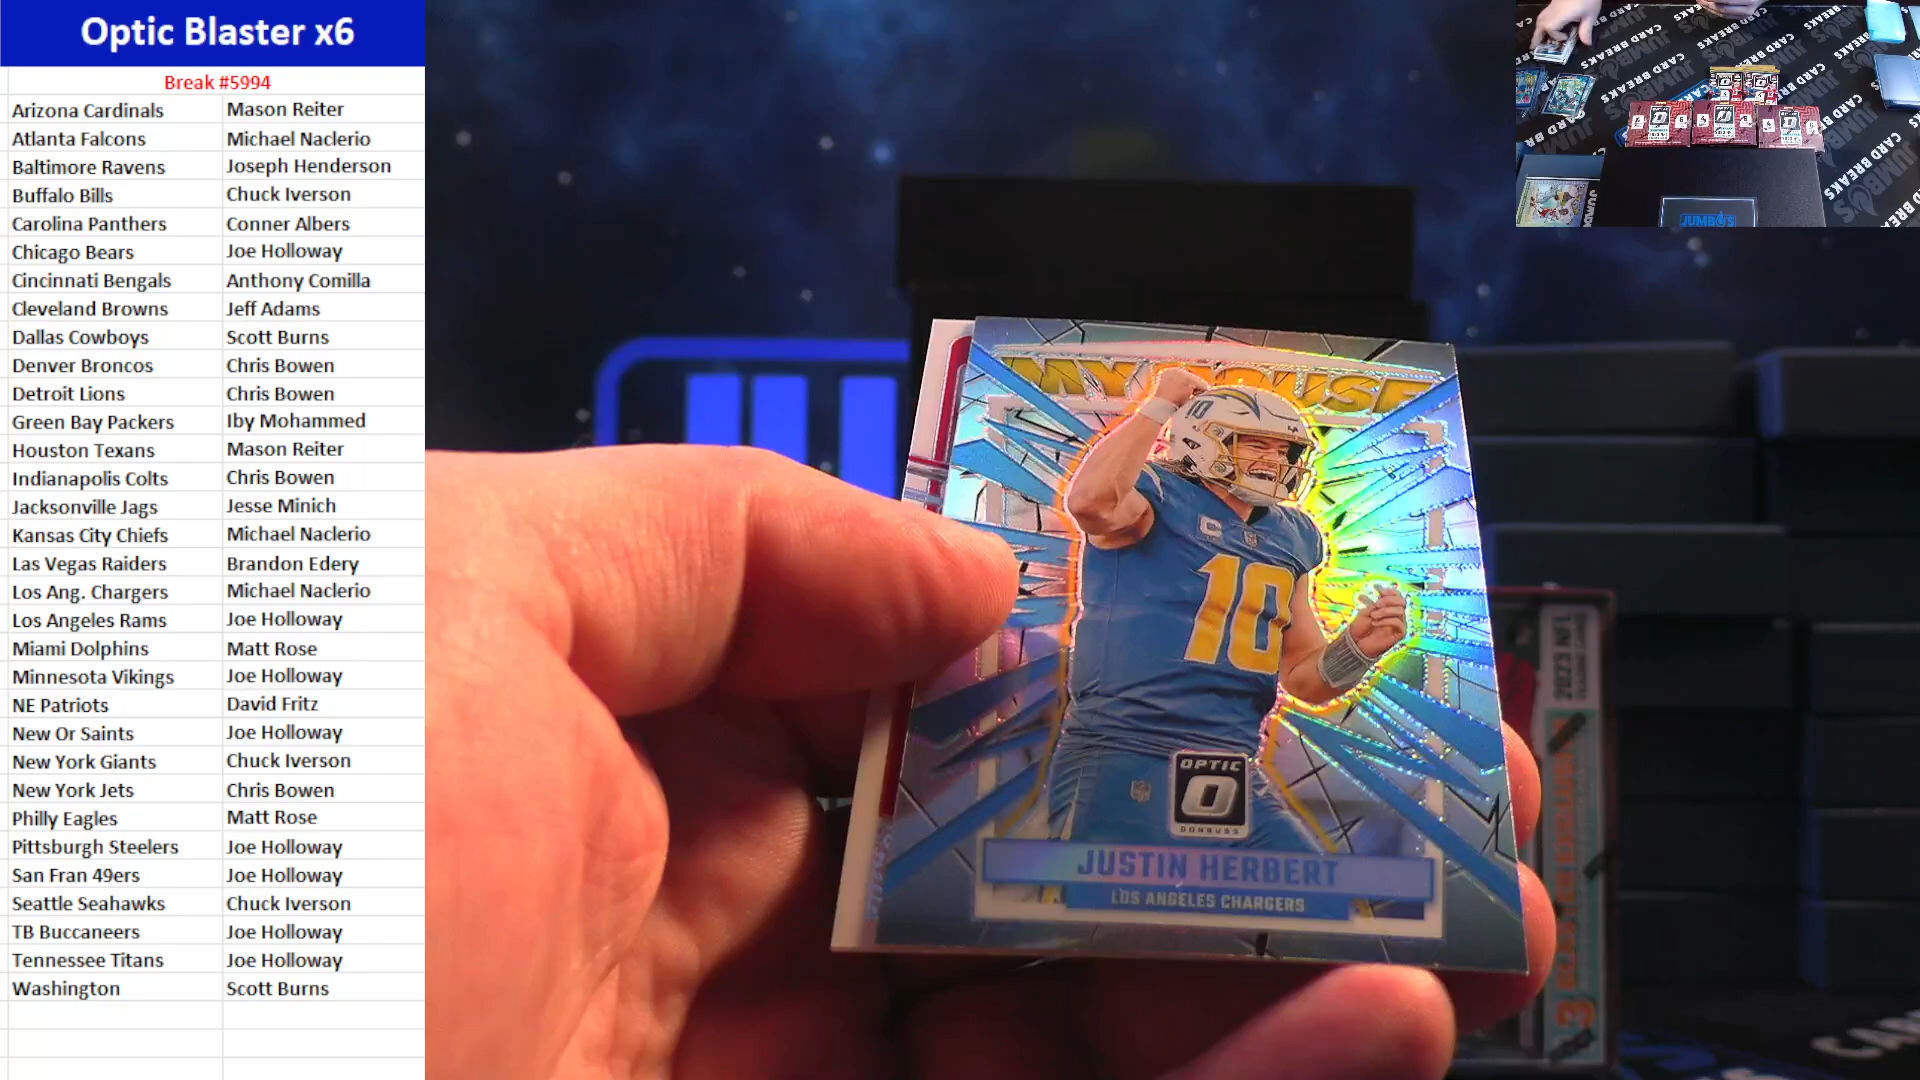 Optic Blaster x6
Break #5994
Arizona Cardinals Mason Reiter
Atlanta Falcons Michael Naclerio
Baltimore Ravens Joseph Henderson
Buffalo Bills Chuck Iverson
Carolina Panthers Conner Albers
Chicago Bears Joe Holloway
Cincinnati Bengals Anthony Comilla
Cleveland Browns Jeff Adams
Dallas Cowboys Scott Burns
Denver Broncos Chris Bowen
Detroit Lions Chris Bowen
Green Bay Packers Iby Mohammed
Houston Texans Mason Reiter
Indianapolis Colts Chris Bowen
Jacksonville Jags Jesse Minich
Kansas City Chiefs Michael Naclerio
Las Vegas Raiders Brandon Edery
Los Ang. Chargers Michael Naclerio
Los Angeles Rams Joe Holloway
Miami Dolphins Matt Rose
Minnesota Vikings Joe Holloway
NE Patriots David Fritz
New Or Saints Joe Holloway
New York Giants Chuck Iverson
New York Jets Chris Bowen
Philly Eagles Matt Rose
Pittsburgh Steelers Joe Holloway
San Fran 49ers Joe Holloway
Seattle Seahawks Chuck Iverson
TB Buccaneers Joe Holloway
Tennessee Titans Joe Holloway
Washington Scott Burns
MY HOUSE
10
C
10
OPTIC
O
DONRUSS
JUSTIN HERBERT
LOS ANGELES CHARGERS
JUMBO'S
CARD BREAKS
JUMBO'S